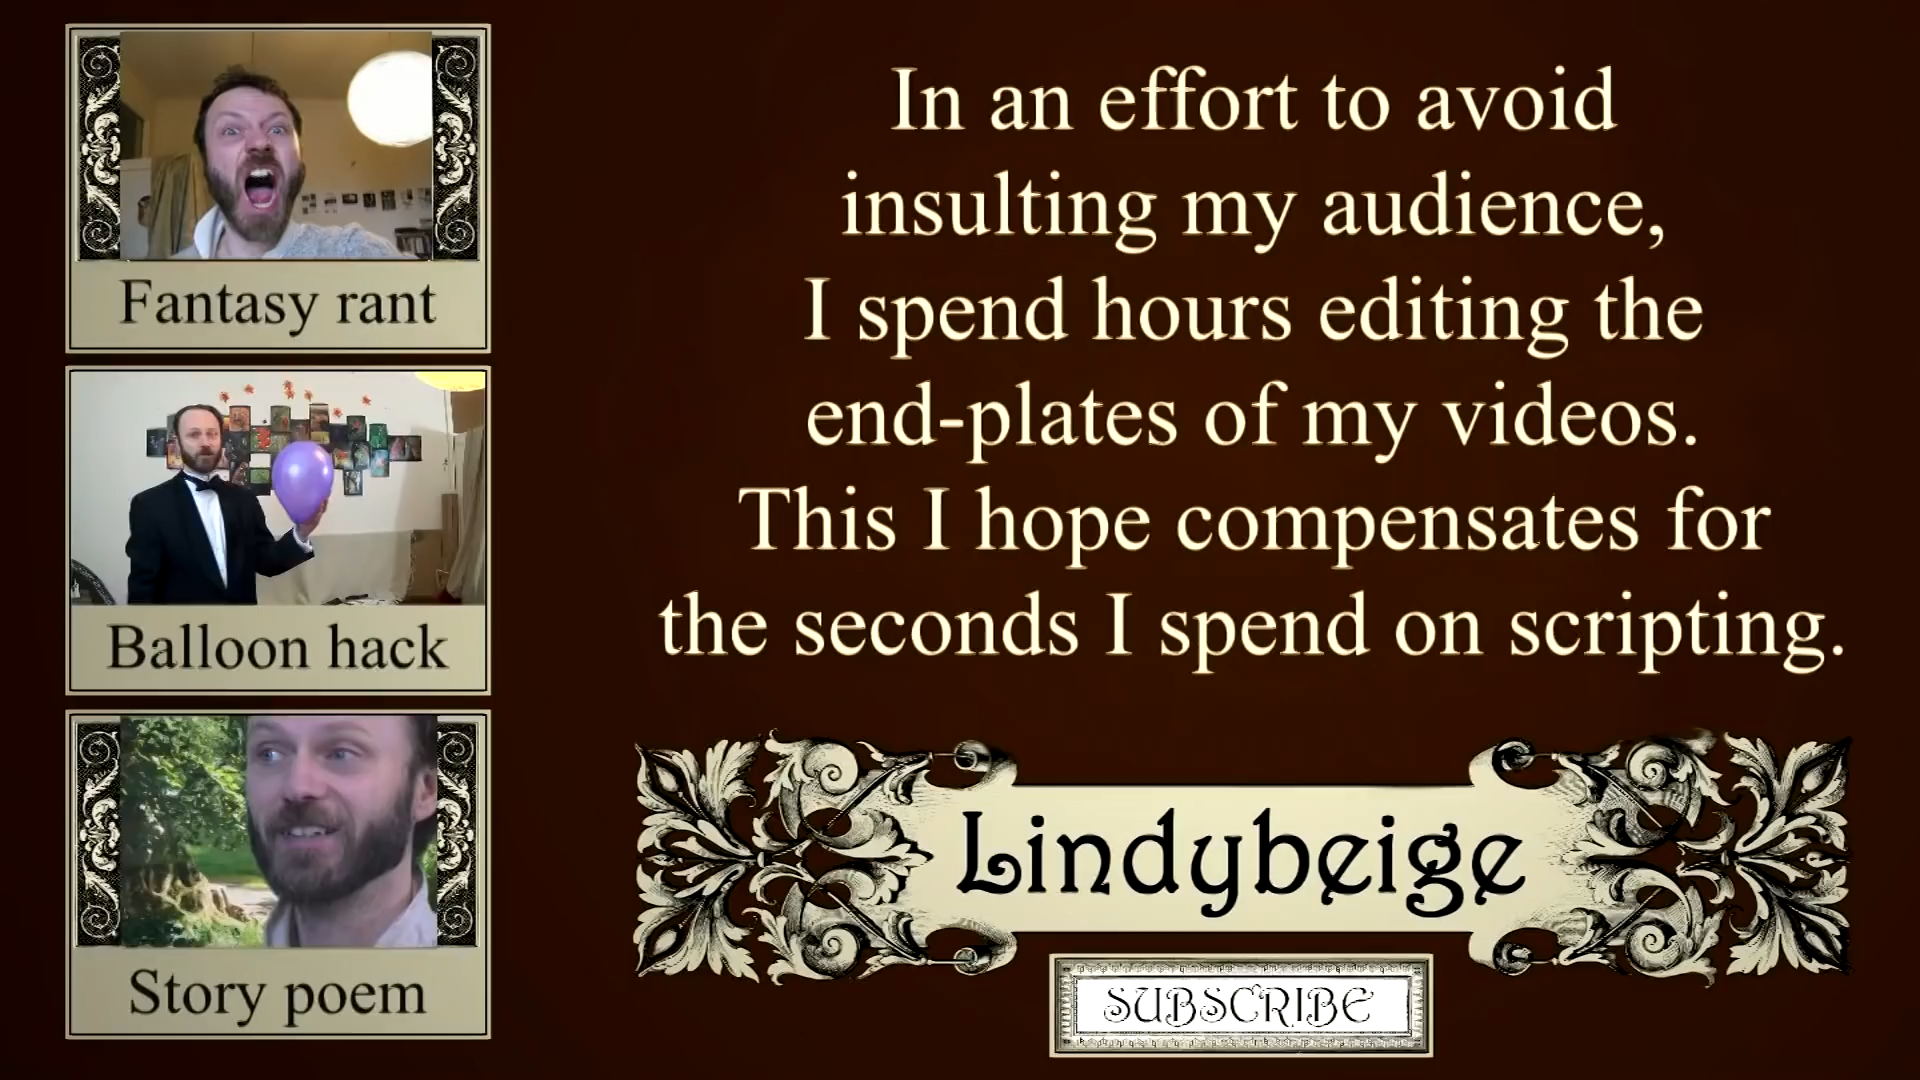 Fantasy rant
Balloon hack
Story poem
In an effort to avoid
insulting my audience,
I spend hours editing the
end-plates of my videos.
This I hope compensates for
the seconds I spend on scripting.
Lindybeige
SUBSCRIBE